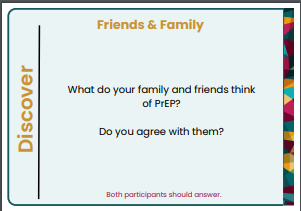 Friends & Family
Discover
What do your family and friends think
of PrEP?
Do you agree with them?
Both participants should answer.